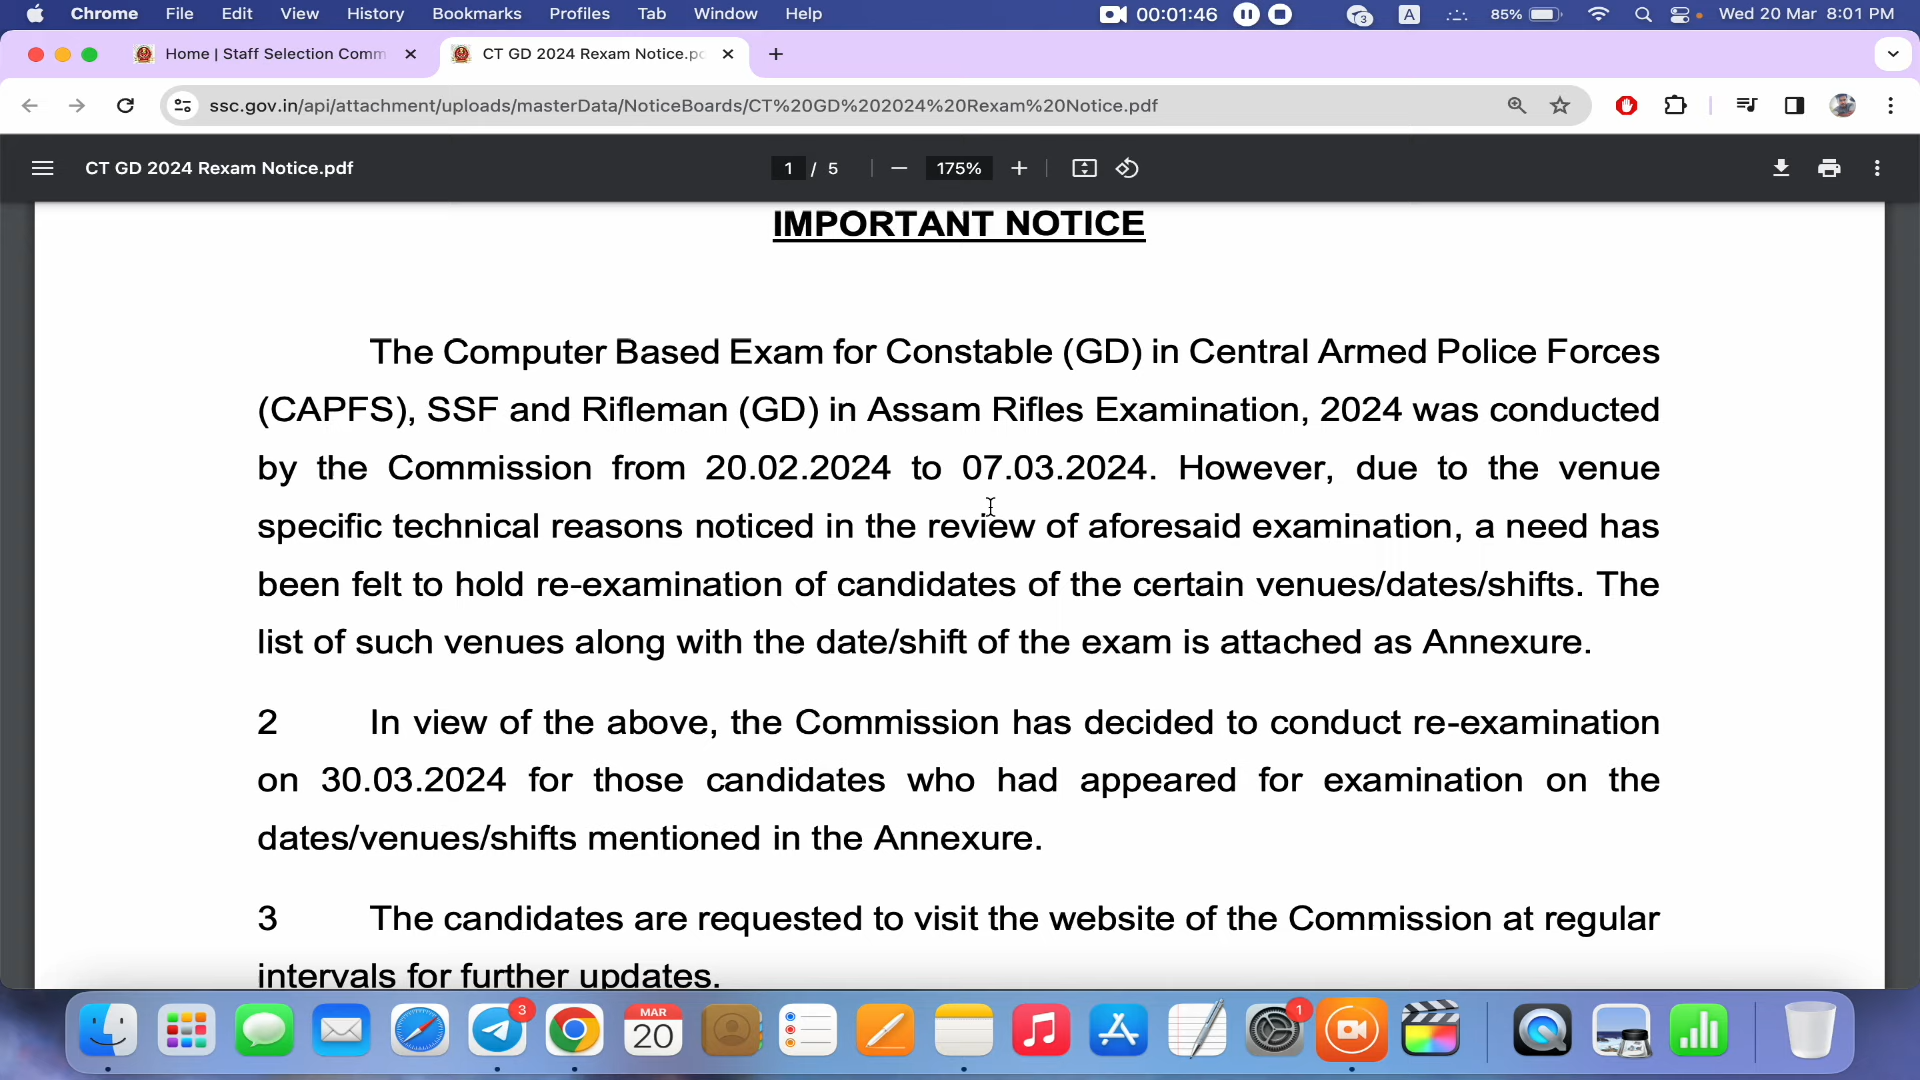 Chrome File Edit View History Bookmarks Profiles Tab Window Help 00:01:46 3 A 85% Wed 20 Mar 8:01 PM
Home | Staff Selection Comm CT GD 2024 Rexam Notice.p
ssc.gov.in/api/attachment/uploads/masterData/NoticeBoards/CT%20GD%202024%20Rexam%20Notice.pdf
CT GD 2024 Rexam Notice.pdf 1 / 5 175%
IMPORTANT NOTICE
The Computer Based Exam for Constable (GD) in Central Armed Police Forces
(CAPFS), SSF and Rifleman (GD) in Assam Rifles Examination, 2024 was conducted
by the Commission from 20.02.2024 to 07.03.2024. However, due to the venue
specific technical reasons noticed in the review of aforesaid examination, a need has
been felt to hold re-examination of candidates of the certain venues/dates/shifts. The
list of such venues along with the date/shift of the exam is attached as Annexure.
2 In view of the above, the Commission has decided to conduct re-examination
on 30.03.2024 for those candidates who had appeared for examination on the
dates/venues/shifts mentioned in the Annexure.
3 The candidates are requested to visit the website of the Commission at regular
intervals for further updates.
3 MAR 1
20